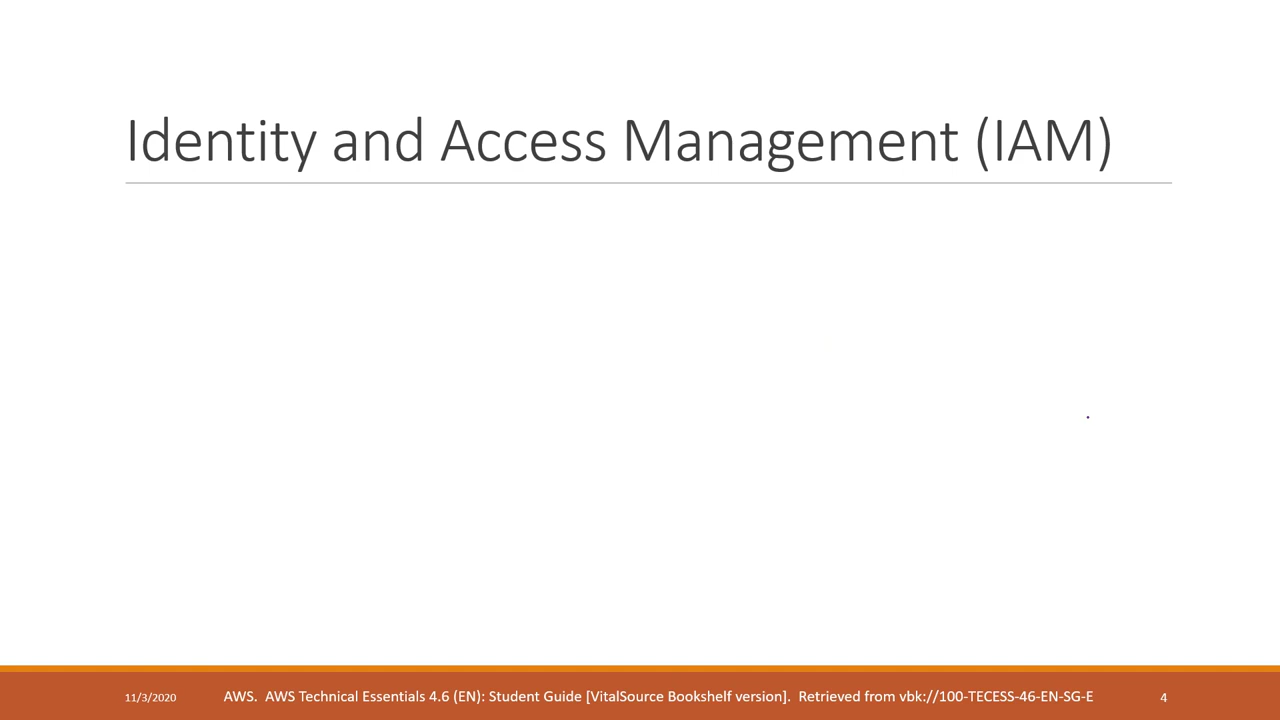 Identity and Access Management (IAM)
11/3/2020
AWS.  AWS Technical Essentials 4.6 (EN): Student Guide [VitalSource Bookshelf version].  Retrieved from vbk://100-TECESS-46-EN-SG-E
4